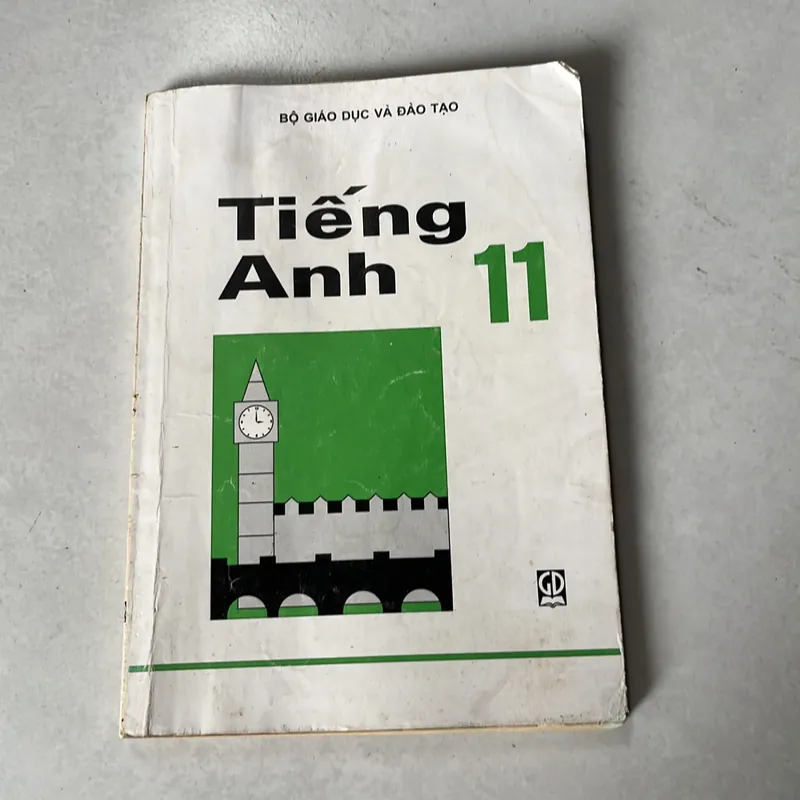 BỘ GIÁO DỤC VÀ ĐÀO TẠO
Tiếng
Anh 11
GD